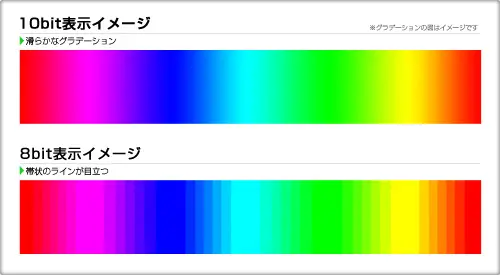 10bit表示イメージ
※グラデーションの図はイメージです
滑らかなグラデーション
8bit表示イメージ
帯状のラインが目立つ